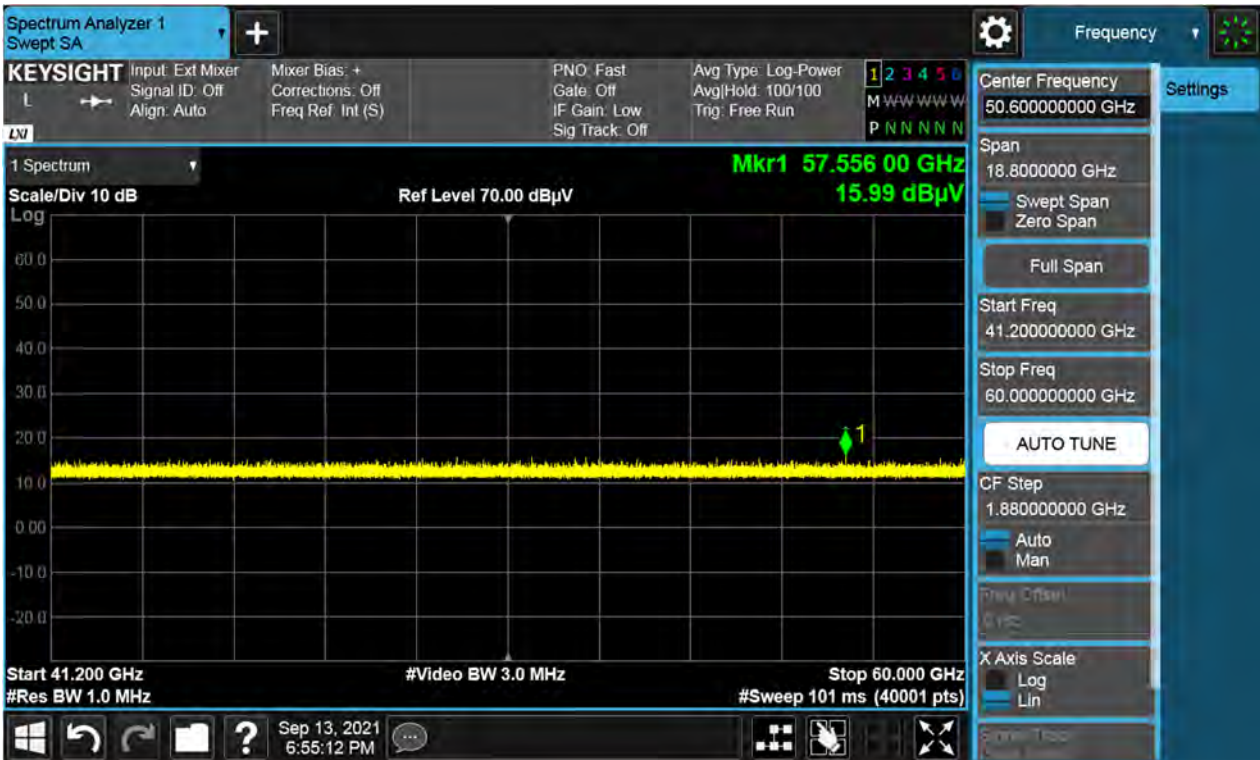 Spectrum Analyzer 1
Swept SA
+
Frequency
KEYSIGHT
L
LXI
Input: Ext Mixer
Signal ID: Off
Align: Auto
Mixer Bias: +
Corrections: Off
Freq Ref: Int (S)
PNO: Fast
Gate: Off
IF Gain: Low
Sig Track: Off
Avg Type: Log-Power
Avg|Hold: 100/100
Trig: Free Run
1 2 3 4 5 6
M W W W W W
P N N N N N
1 Spectrum
Scale/Div 10 dB
Log
Ref Level 70.00 dBµV
Mkr1 57.556 00 GHz
15.99 dBµV
60.0
50.0
40.0
30.0
20.0
10.0
0.00
-10.0
-20.0
1
Start 41.200 GHz
#Res BW 1.0 MHz
#Video BW 3.0 MHz
Stop 60.000 GHz
#Sweep 101 ms (40001 pts)
Center Frequency
50.600000000 GHz
Settings
Span
18.8000000 GHz
Swept Span
Zero Span
Full Span
Start Freq
41.200000000 GHz
Stop Freq
60.000000000 GHz
AUTO TUNE
CF Step
1.880000000 GHz
Auto
Man
Freq Offset
0 Hz
X Axis Scale
Log
Lin
?
Sep 13, 2021
6:55:12 PM